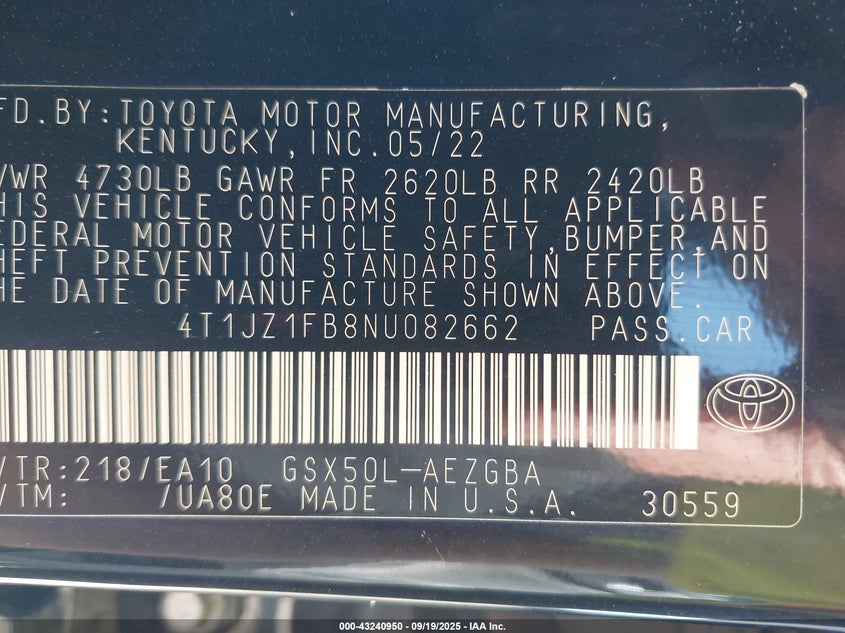 FD.BY:TOYOTA MOTOR MANUFACTURING,
KENTUCKY,INC.05/22
VWR 4730LB GAWR FR 2620LB RR 2420LB
HIS VEHICLE CONFORMS TO ALL APPLICABLE
EDERAL MOTOR VEHICLE SAFETY,BUMPER,AND
HEFT PREVENTION STANDARDS IN EFFECT ON
HE DATE OF MANUFACTURE SHOWN ABOVE.
4T1JZ1FB8NU082662 PASS.CAR
/TR:218/EA10 GSX50L-AEZGBA
/TM: /UA80E MADE IN U.S.A. 30559
000-43240950 - 09/19/2025 - IAA Inc.